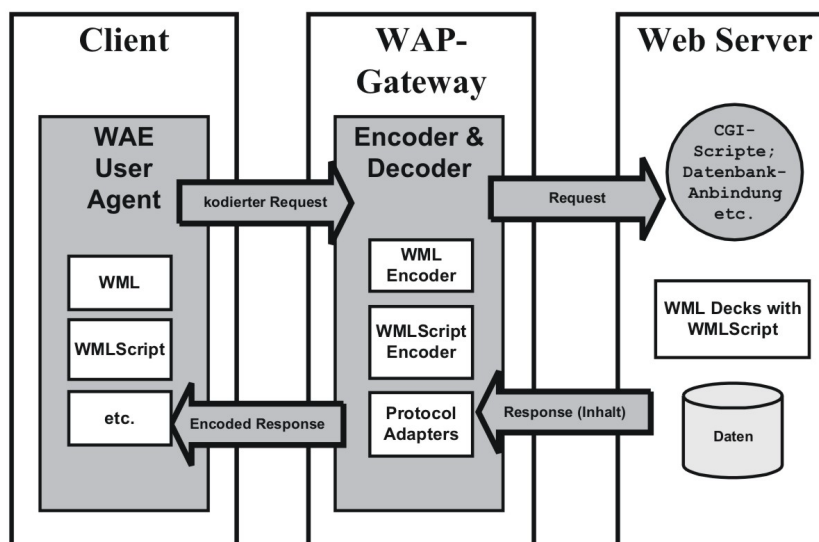 Client
WAE
User
Agent
WML
WMLScript
etc.
kodierter Request
Encoded Response
WAP-
Gateway
Encoder &
Decoder
WML
Encoder
WMLScript
Encoder
Protocol
Adapters
Request
Response (Inhalt)
Web Server
CGI-
Scripte;
Datenbank-
Anbindung
etc.
WML Decks with
WMLScript
Daten